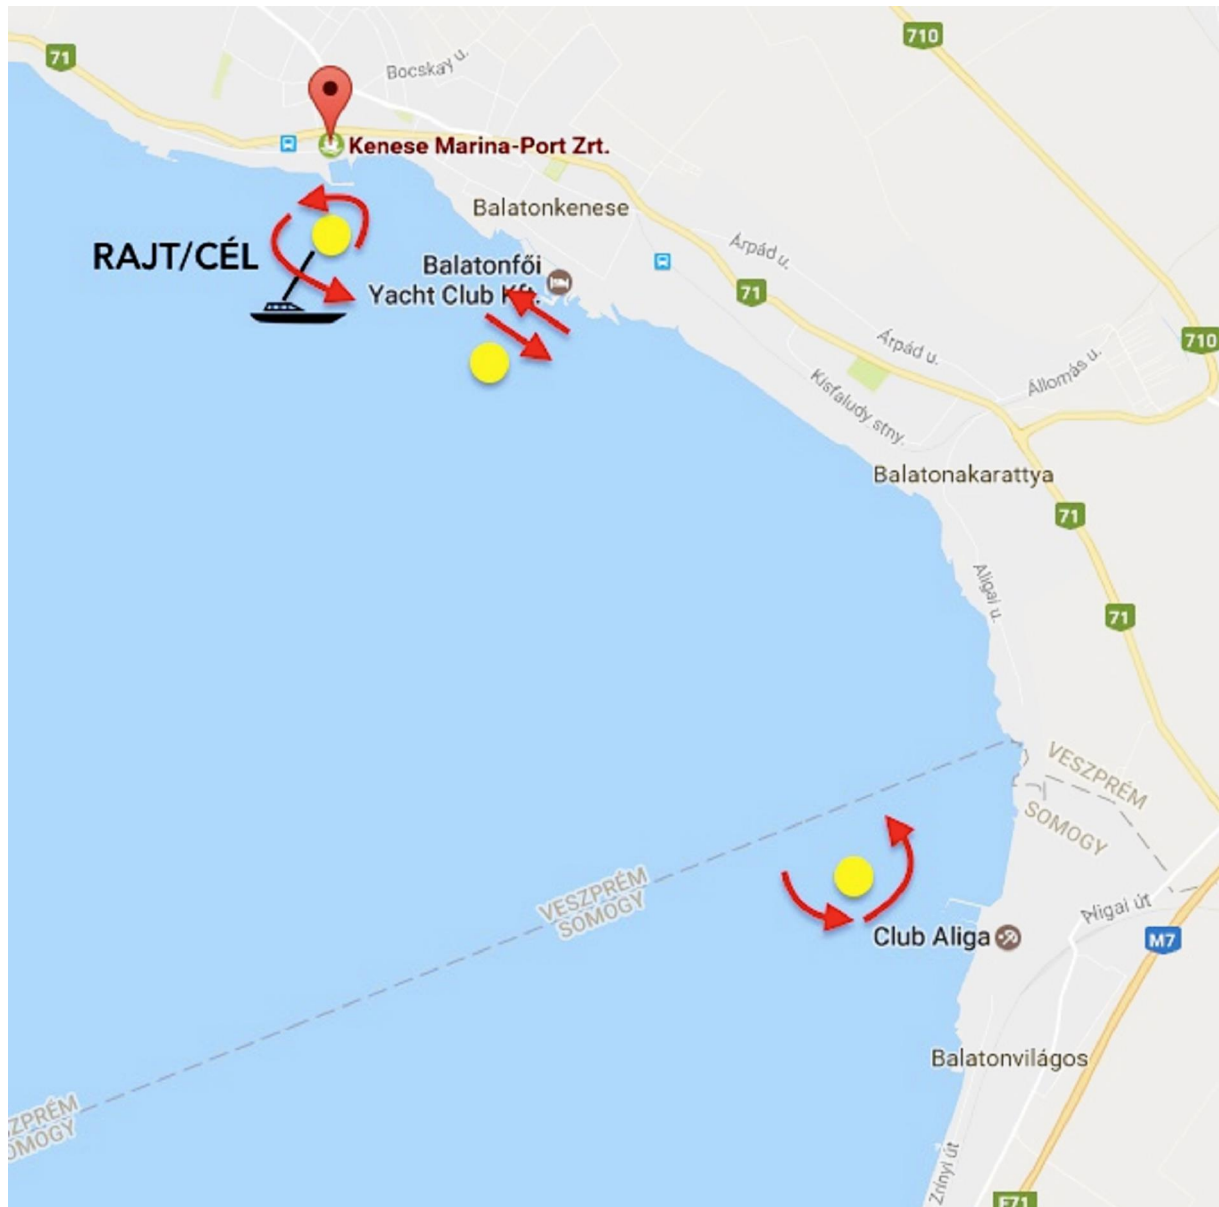 710
71
Bocskay u.
Kenese Marina-Port Zrt.
Balatonkenese
Árpád u.
RAJT/CÉL
Balatonfői
Yacht Club Kft.
71
Árpád u.
710
Állomás u.
Kisfaludy stny.
Balatonakarattya
71
Aligai u.
71
VESZPRÉM
SOMOGY
VESZPRÉM
SOMOGY
Aligai út
Club Aliga
M7
Balatonvilágos
ZPRÉM
OMOGY
Zrínyi út
E71